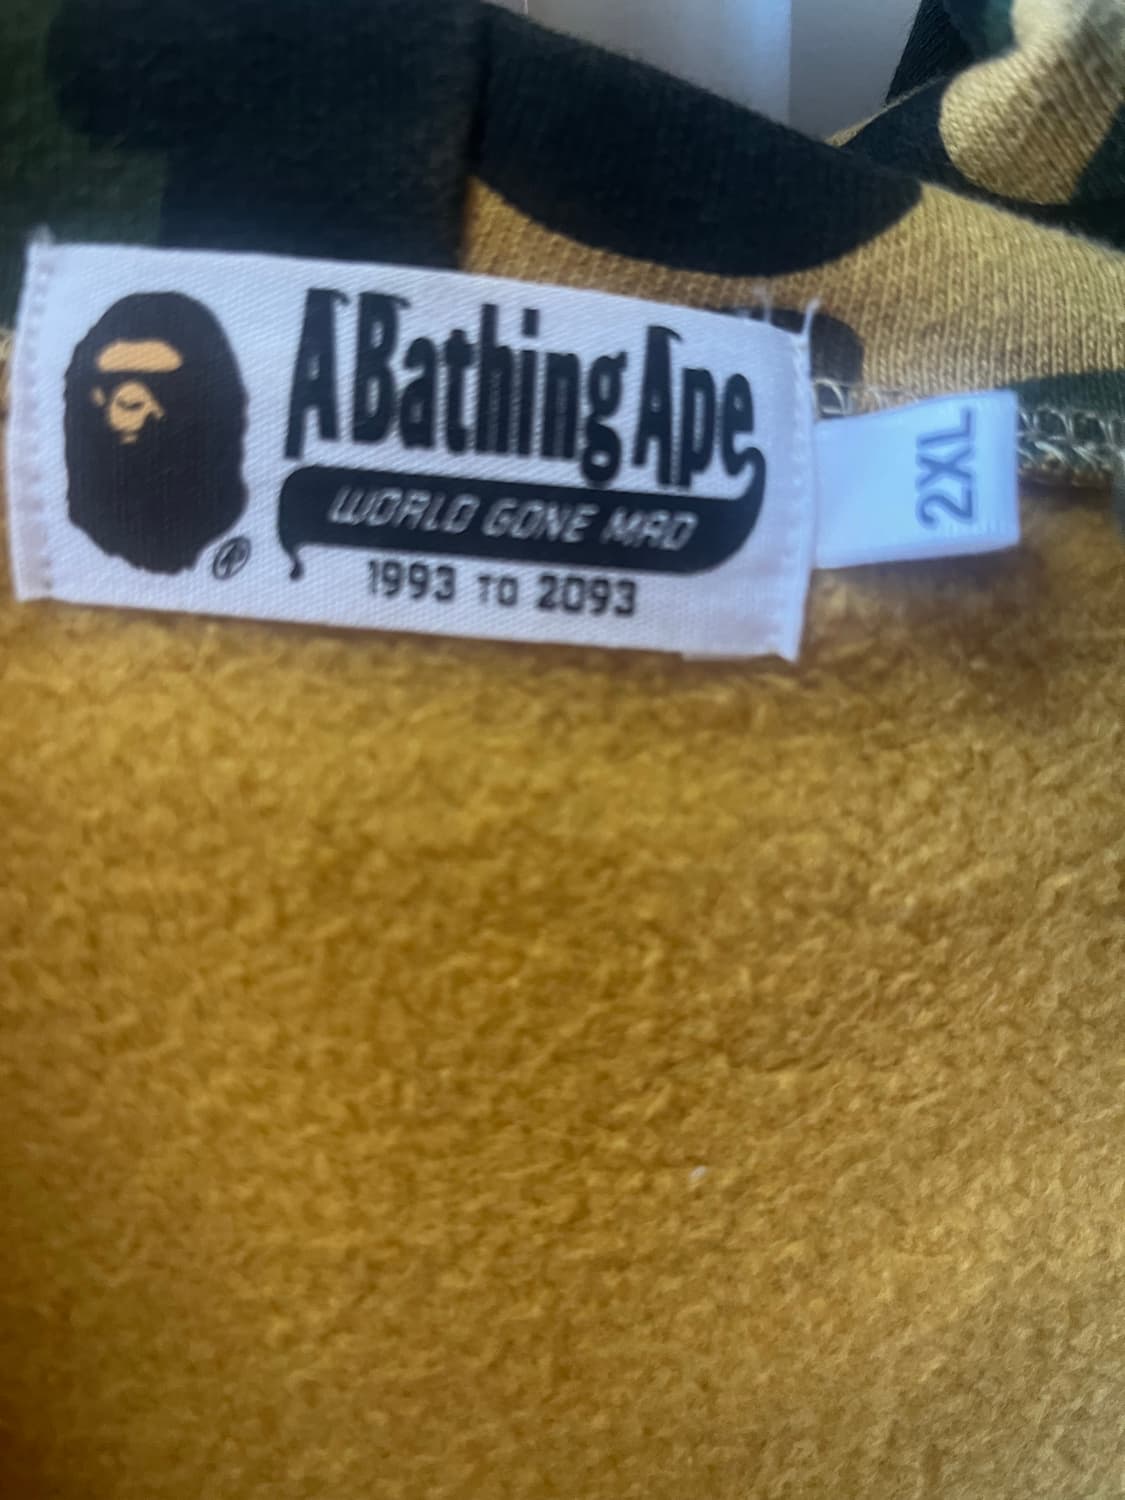 A Bathing Ape
®
WORLD GONE MAD
1993 TO 2093
2XL